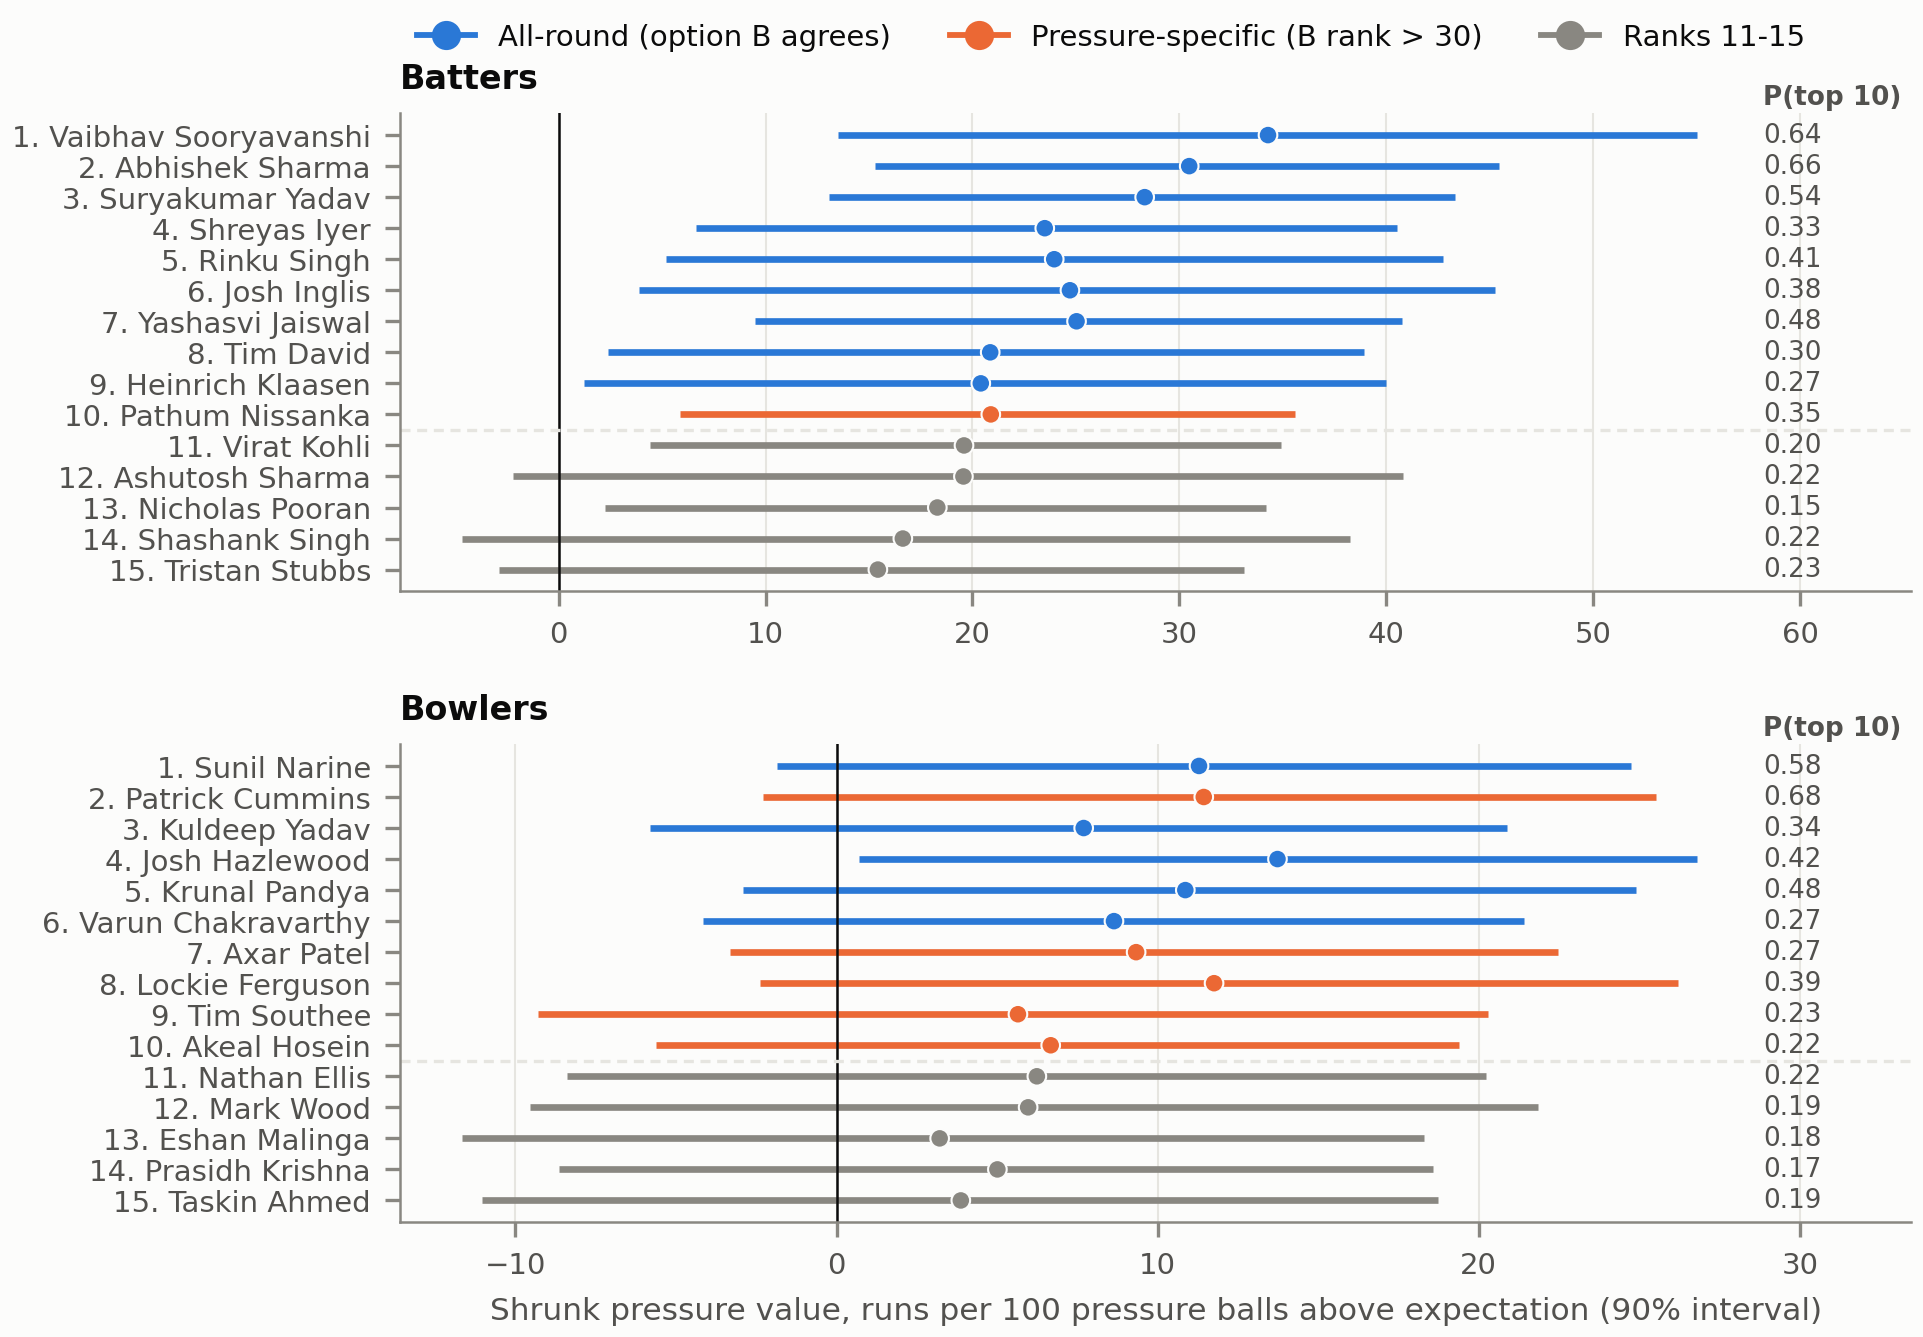 All-round (option B agrees) Pressure-specific (B rank > 30) Ranks 11-15
Batters
P(top 10)
1. Vaibhav Sooryavanshi 0.64
2. Abhishek Sharma 0.66
3. Suryakumar Yadav 0.54
4. Shreyas Iyer 0.33
5. Rinku Singh 0.41
6. Josh Inglis 0.38
7. Yashasvi Jaiswal 0.48
8. Tim David 0.30
9. Heinrich Klaasen 0.27
10. Pathum Nissanka 0.35
11. Virat Kohli 0.20
12. Ashutosh Sharma 0.22
13. Nicholas Pooran 0.15
14. Shashank Singh 0.22
15. Tristan Stubbs 0.23
0 10 20 30 40 50 60
Bowlers
P(top 10)
1. Sunil Narine 0.58
2. Patrick Cummins 0.68
3. Kuldeep Yadav 0.34
4. Josh Hazlewood 0.42
5. Krunal Pandya 0.48
6. Varun Chakravarthy 0.27
7. Axar Patel 0.27
8. Lockie Ferguson 0.39
9. Tim Southee 0.23
10. Akeal Hosein 0.22
11. Nathan Ellis 0.22
12. Mark Wood 0.19
13. Eshan Malinga 0.18
14. Prasidh Krishna 0.17
15. Taskin Ahmed 0.19
−10 0 10 20 30
Shrunk pressure value, runs per 100 pressure balls above expectation (90% interval)